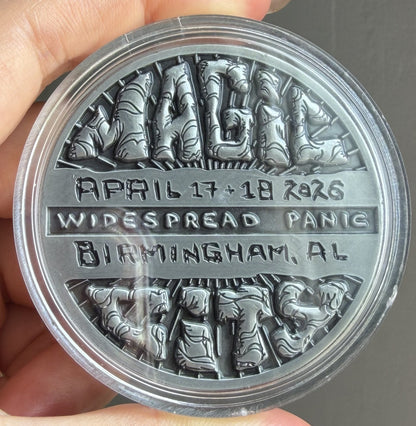 MAGIC
APRIL 17 + 18 2026
WIDESPREAD PANIC
BIRMINGHAM, AL
CITY